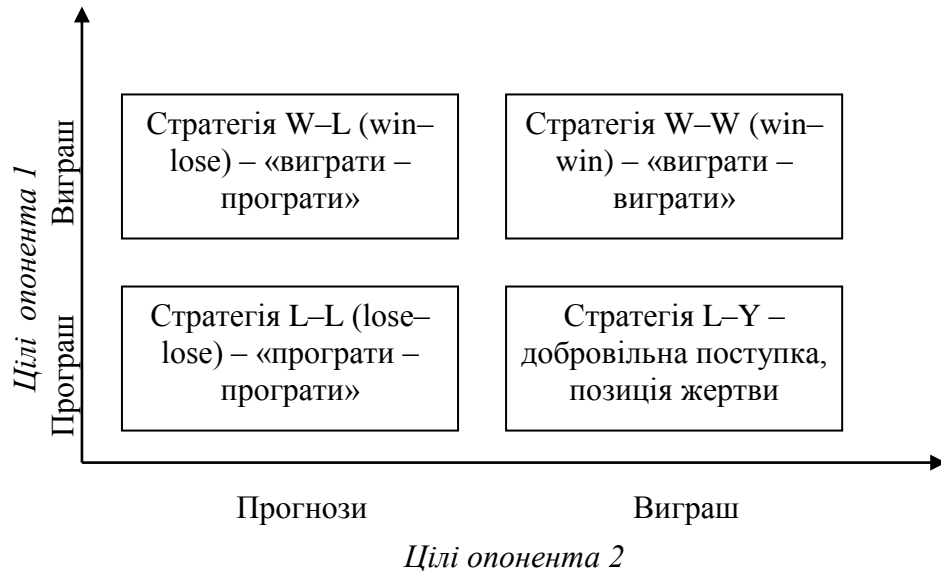 Цілі опонента 1
Виграш
Програш
Стратегія W–L (win–
lose) – «виграти –
програти»
Стратегія W–W (win–
win) – «виграти –
виграти»
Стратегія L–L (lose–
lose) – «програти –
програти»
Стратегія L–Y –
добровільна поступка,
позиція жертви
Прогнози
Виграш
Цілі опонента 2